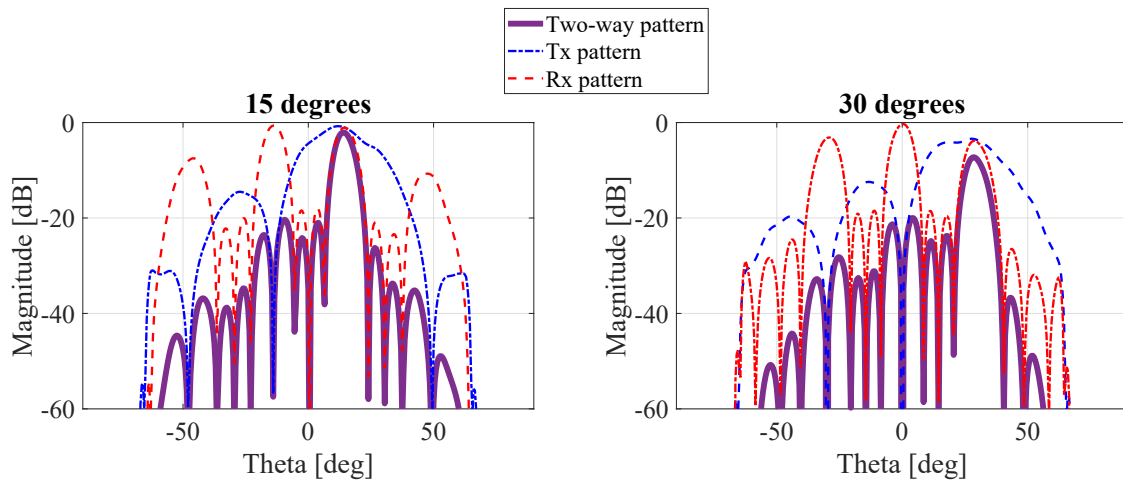 Two-way pattern
Tx pattern
Rx pattern
15 degrees
0
-20
-40
-60
Magnitude [dB]
-50
0
50
Theta [deg]
30 degrees
0
-20
-40
-60
Magnitude [dB]
-50
0
50
Theta [deg]